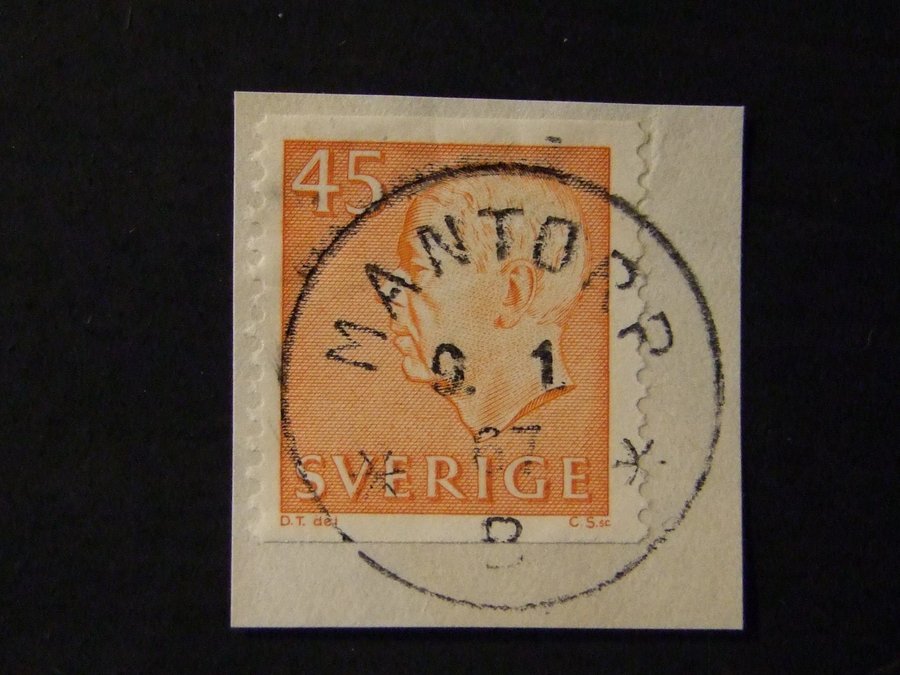 45
MANTORP
9. 1
SVERIGE
D.T. del
C S.sc